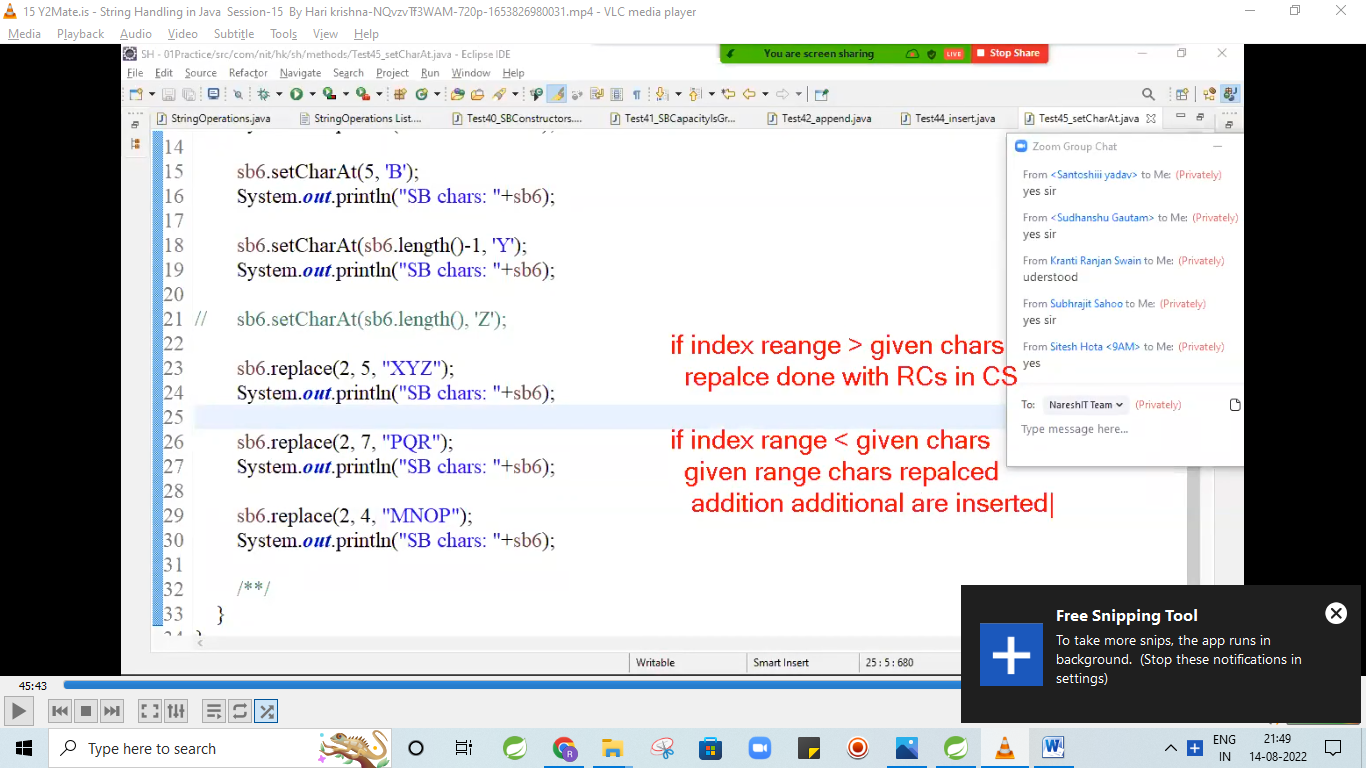 15 Y2Mate.is - String Handling in Java  Session-15  By Hari krishna-NQvzvTf3WAM-720p-1653826980031.mp4 - VLC media player
Media Playback Audio Video Subtitle Tools View Help
SH - 01Practice/src/com/nit/hk/sh/methods/Test45_setCharAt.java - Eclipse IDE
You are screen sharing LIVE Stop Share
File Edit Source Refactor Navigate Search Project Run Window Help
StringOperations.java StringOperations List.... Test40_SBConstructors.... Test41_SBCapacityIsGr... Test42_append.java Test44_insert.java Test45_setCharAt.java
14
15 sb6.setCharAt(5, 'B');
16 System.out.println("SB chars: "+sb6);
17
18 sb6.setCharAt(sb6.length()-1, 'Y');
19 System.out.println("SB chars: "+sb6);
20
21 // sb6.setCharAt(sb6.length(), 'Z');
22
23 sb6.replace(2, 5, "XYZ");
24 System.out.println("SB chars: "+sb6);
25
26 sb6.replace(2, 7, "PQR");
27 System.out.println("SB chars: "+sb6);
28
29 sb6.replace(2, 4, "MNOP");
30 System.out.println("SB chars: "+sb6);
31
32 /**/
33 }
if index reange > given chars
repalce done with RCs in CS
if index range < given chars
given range chars repalced
addition additional are inserted
Zoom Group Chat
From <Santoshiii yadav> to Me: (Privately)
yes sir
From <Sudhanshu Gautam> to Me: (Privately)
yes sir
From Kranti Ranjan Swain to Me: (Privately)
uderstood
From Subhrajit Sahoo to Me: (Privately)
yes sir
From Sitesh Hota <9AM> to Me: (Privately)
yes
To: NareshIT Team (Privately)
Type message here...
Writable Smart Insert 25 : 5 : 680
Free Snipping Tool
To take more snips, the app runs in
background. (Stop these notifications in
settings)
45:43
Type here to search
ENG
IN
21:49
14-08-2022